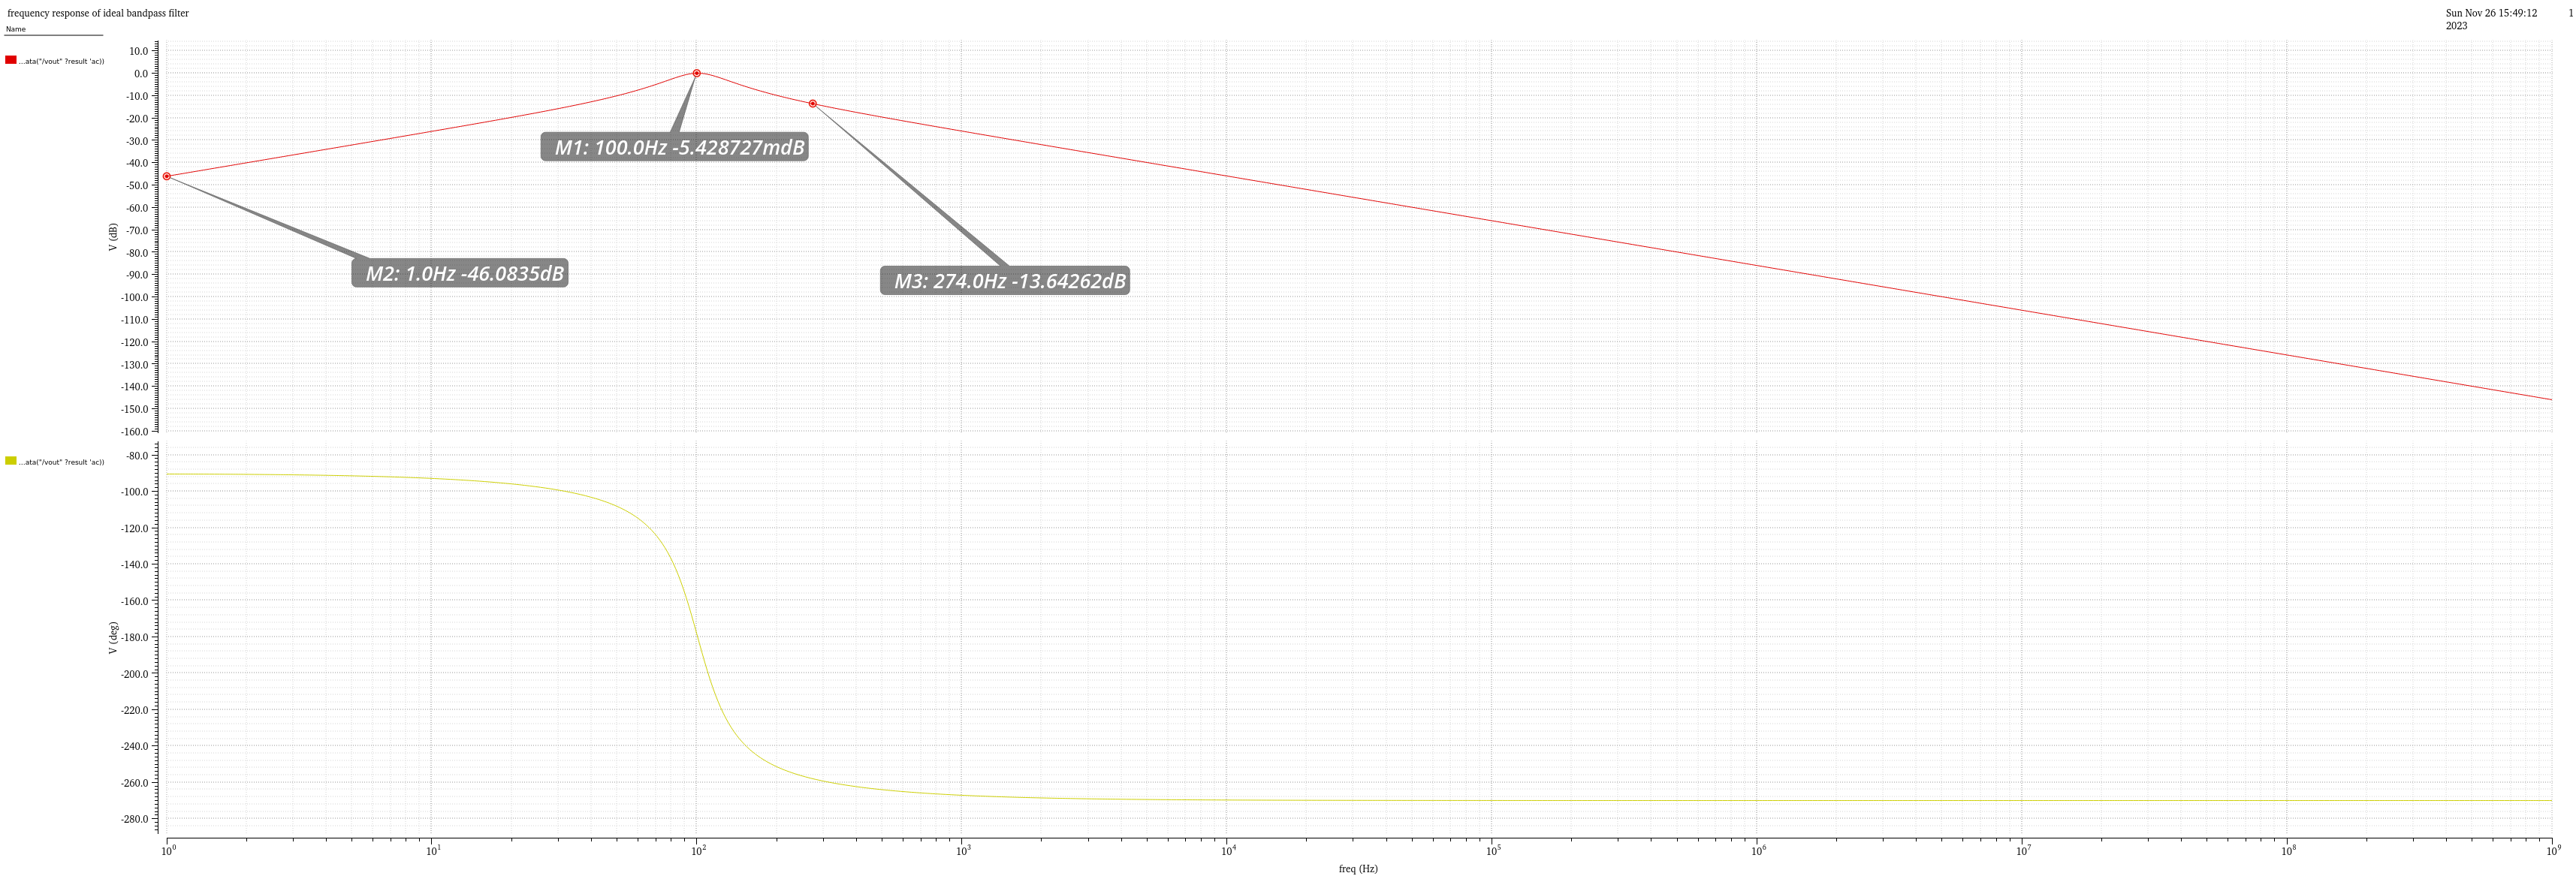 frequency response of ideal bandpass filter
Sun Nov 26 15:49:12 2023
1
Name
...ata("/vout" ?result 'ac))
V (dB)
10.0
0.0
-10.0
-20.0
-30.0
-40.0
-50.0
-60.0
-70.0
-80.0
-90.0
-100.0
-110.0
-120.0
-130.0
-140.0
-150.0
-160.0
M1: 100.0Hz -5.428727mdB
M2: 1.0Hz -46.0835dB
M3: 274.0Hz -13.64262dB
...ata("/vout" ?result 'ac))
V (deg)
-80.0
-100.0
-120.0
-140.0
-160.0
-180.0
-200.0
-220.0
-240.0
-260.0
-280.0
10⁰ 10¹ 10² 10³ 10⁴ 10⁵ 10⁶ 10⁷ 10⁸ 10⁹
freq (Hz)